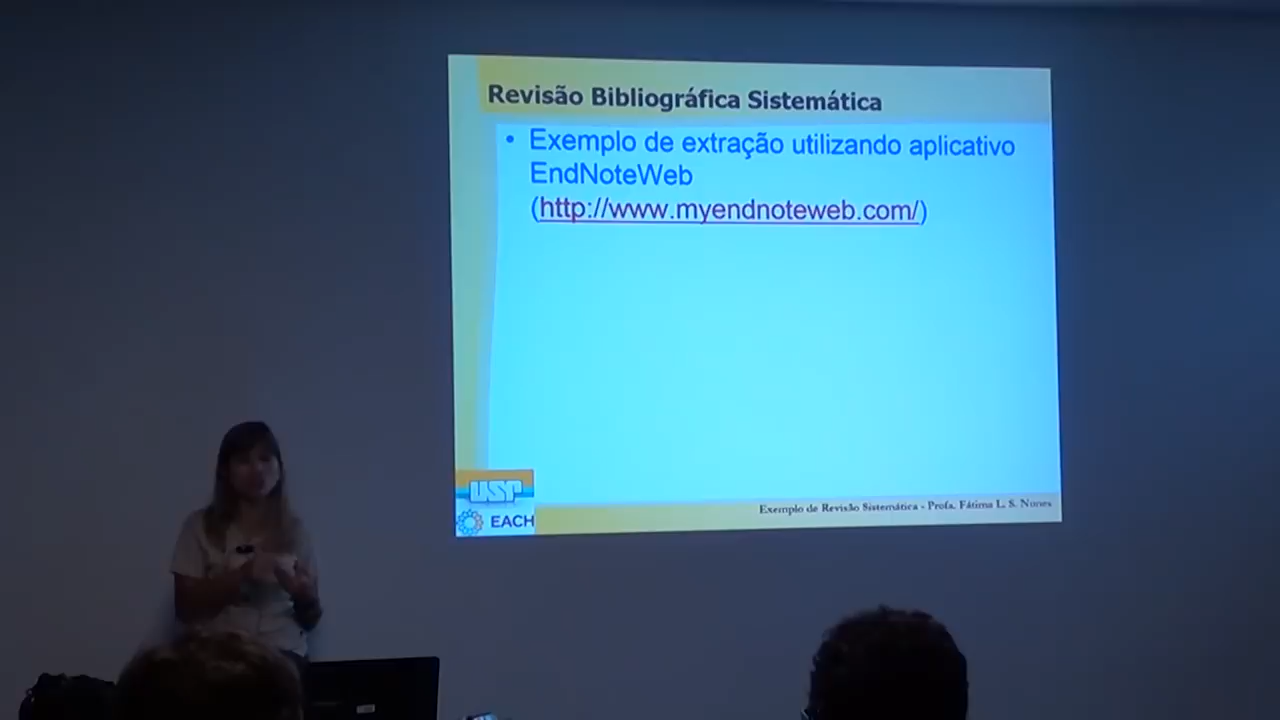 Revisão Bibliográfica Sistemática
• Exemplo de extração utilizando aplicativo
EndNoteWeb
(http://www.myendnoteweb.com/)
USP
EACH
Exemplo de Revisão Sistemática - Profa. Fátima L. S. Nunes